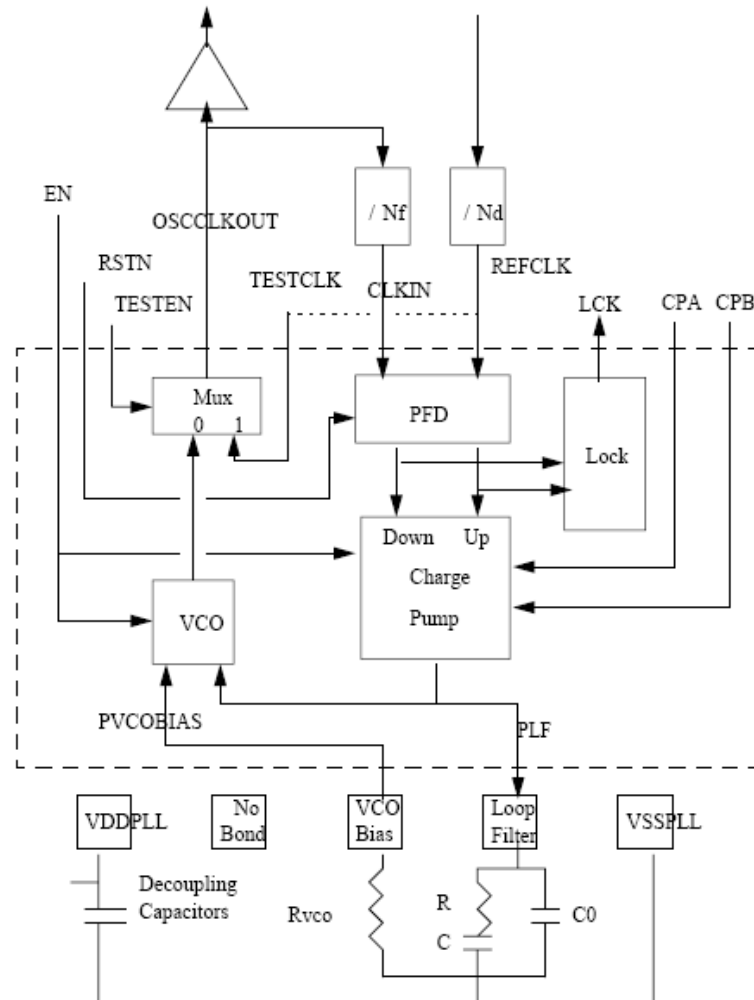 EN
/ Nf
/ Nd
OSCCLKOUT
RSTN
TESTCLK
REFCLK
CLKIN
TESTEN
LCK
CPA
CPB
Mux
0 1
PFD
Lock
Down Up
Charge
Pump
VCO
PVCOBIAS
PLF
VDDPLL
No
Bond
VCO
Bias
Loop
Filter
VSSPLL
Decoupling
Capacitors
Rvco
R
C
C0